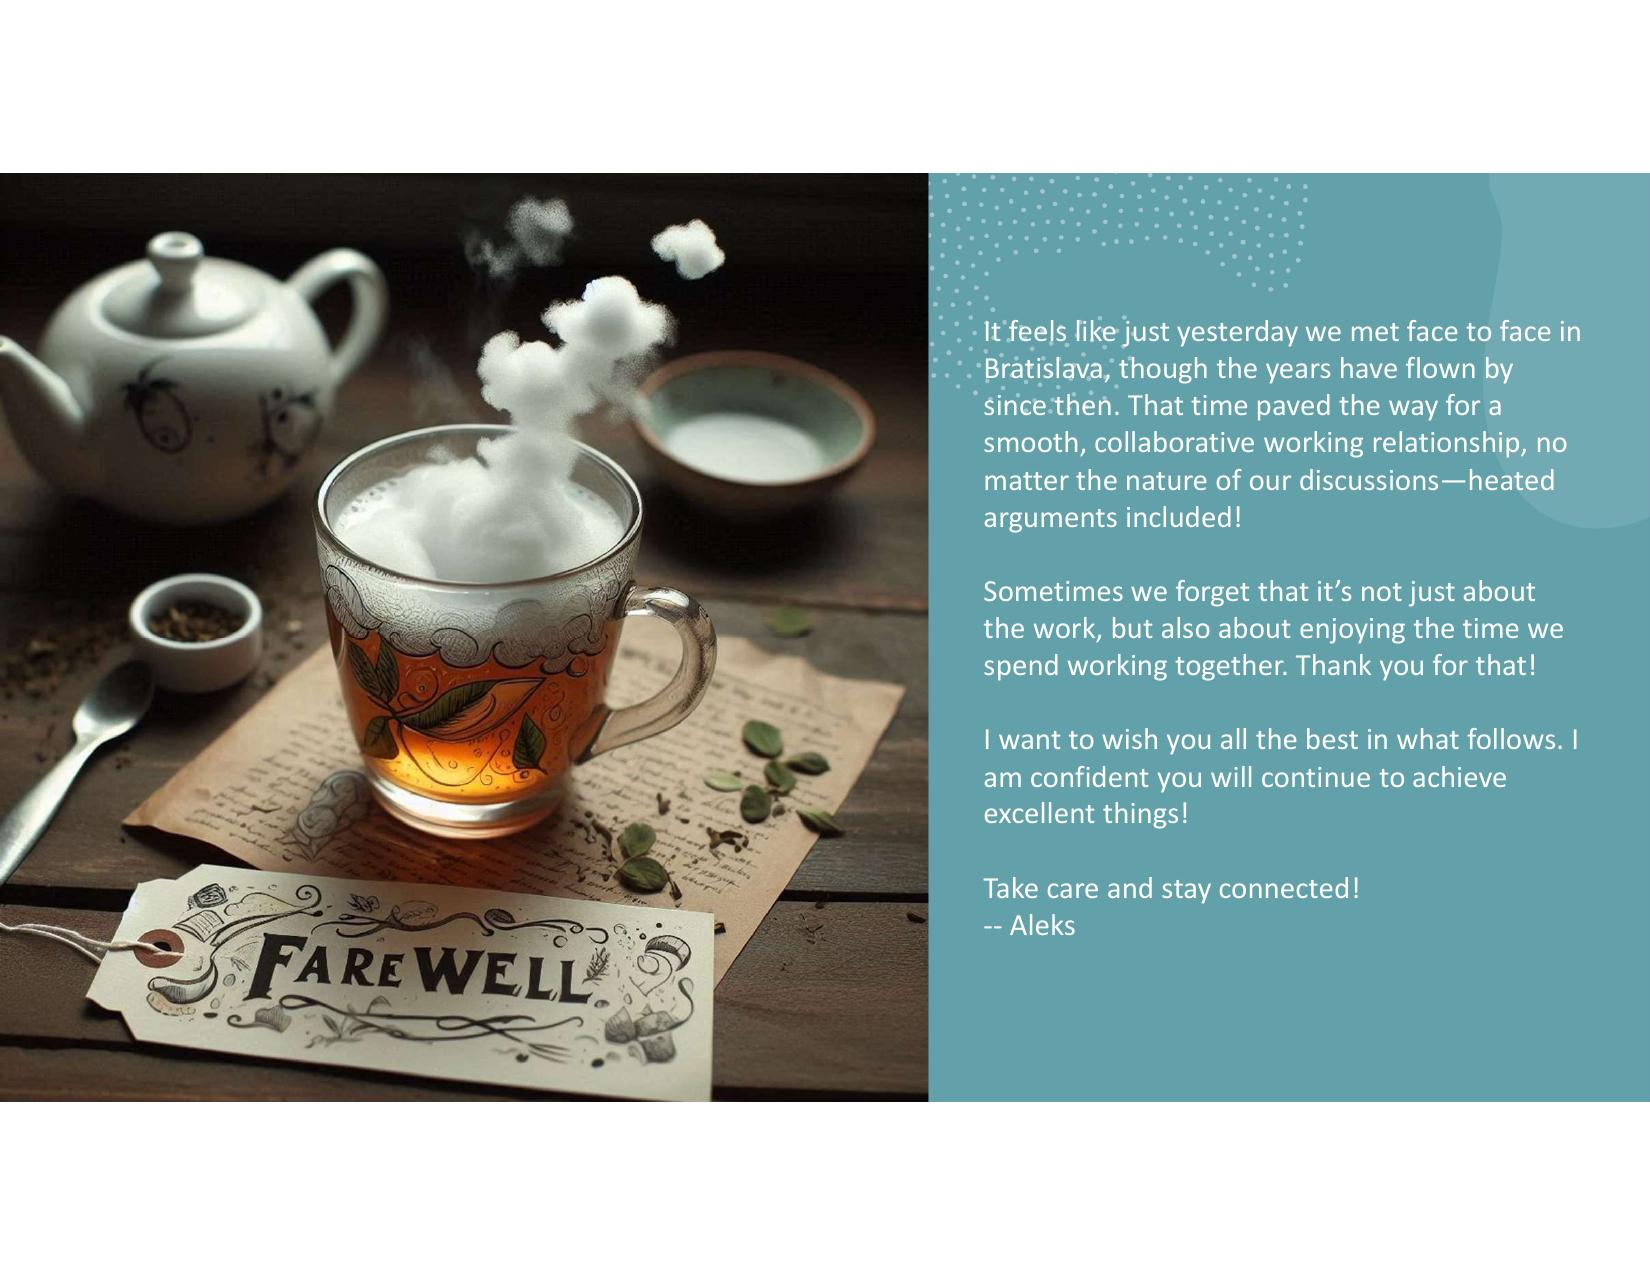 It feels like just yesterday we met face to face in
Bratislava, though the years have flown by
since then. That time paved the way for a
smooth, collaborative working relationship, no
matter the nature of our discussions—heated
arguments included!
Sometimes we forget that it’s not just about
the work, but also about enjoying the time we
spend working together. Thank you for that!
I want to wish you all the best in what follows. I
am confident you will continue to achieve
excellent things!
Take care and stay connected!
-- Aleks
FAREWELL